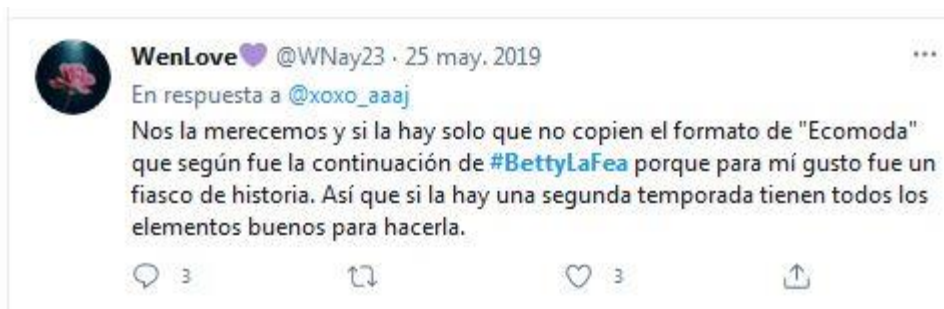 WenLove💜 @WNay23 · 25 may. 2019
En respuesta a @xoxo_aaaj
Nos la merecemos y si la hay solo que no copien el formato de "Ecomoda"
que según fue la continuación de #BettyLaFea porque para mí gusto fue un
fiasco de historia. Así que si la hay una segunda temporada tienen todos los
elementos buenos para hacerla.
3 3